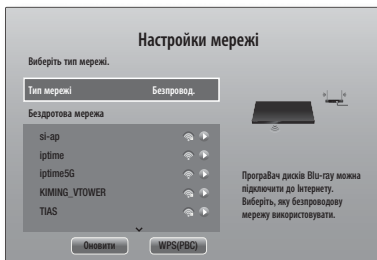 Настройки мережі
Виберіть тип мережі.
Тип мережі Безпровод.
Бездротова мережа
si-ap
iptime
iptime5G
KIMING_VTOWER
TIAS
ПрограВач дисків Blu-ray можна
підключити до Інтернету.
Виберіть, яку безпроводову
мережу використовувати.
Оновити WPS(PBC)